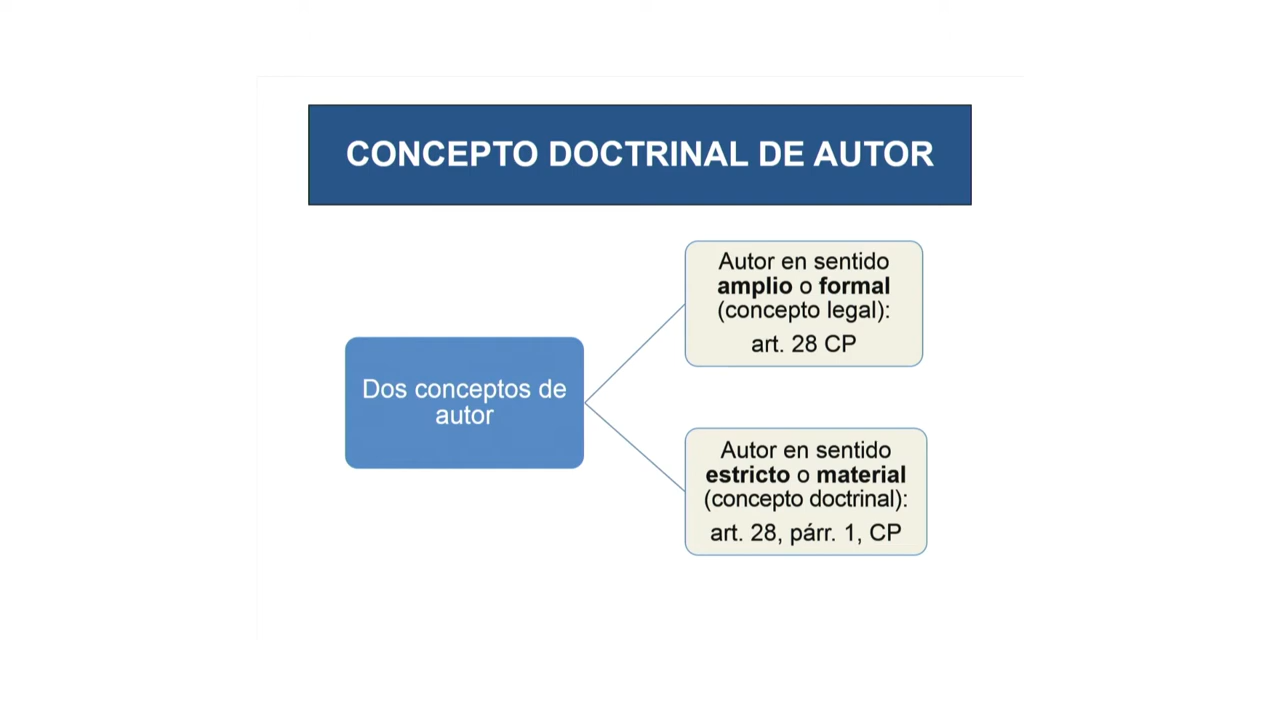 CONCEPTO DOCTRINAL DE AUTOR
Dos conceptos de
autor
Autor en sentido
amplio o formal
(concepto legal):
art. 28 CP
Autor en sentido
estricto o material
(concepto doctrinal):
art. 28, párr. 1, CP